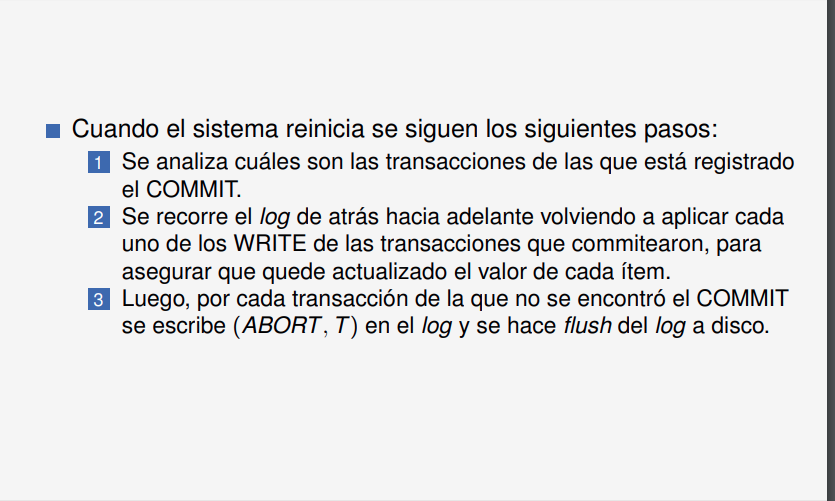 Cuando el sistema reinicia se siguen los siguientes pasos:
1 Se analiza cuáles son las transacciones de las que está registrado
el COMMIT.
2 Se recorre el log de atrás hacia adelante volviendo a aplicar cada
uno de los WRITE de las transacciones que commitearon, para
asegurar que quede actualizado el valor de cada ítem.
3 Luego, por cada transacción de la que no se encontró el COMMIT
se escribe (ABORT, T) en el log y se hace flush del log a disco.